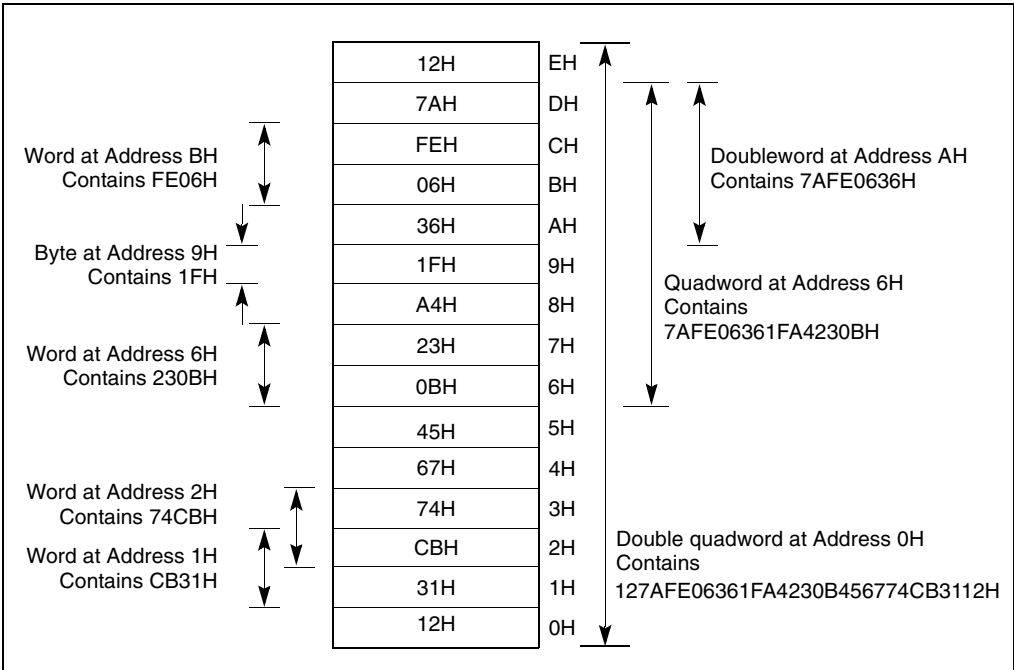 12H EH
7AH DH
FEH CH
06H BH
36H AH
1FH 9H
A4H 8H
23H 7H
0BH 6H
45H 5H
67H 4H
74H 3H
CBH 2H
31H 1H
12H 0H
Word at Address BH
Contains FE06H
Byte at Address 9H
Contains 1FH
Word at Address 6H
Contains 230BH
Word at Address 2H
Contains 74CBH
Word at Address 1H
Contains CB31H
Doubleword at Address AH
Contains 7AFE0636H
Quadword at Address 6H
Contains
7AFE06361FA4230BH
Double quadword at Address 0H
Contains
127AFE06361FA4230B456774CB3112H